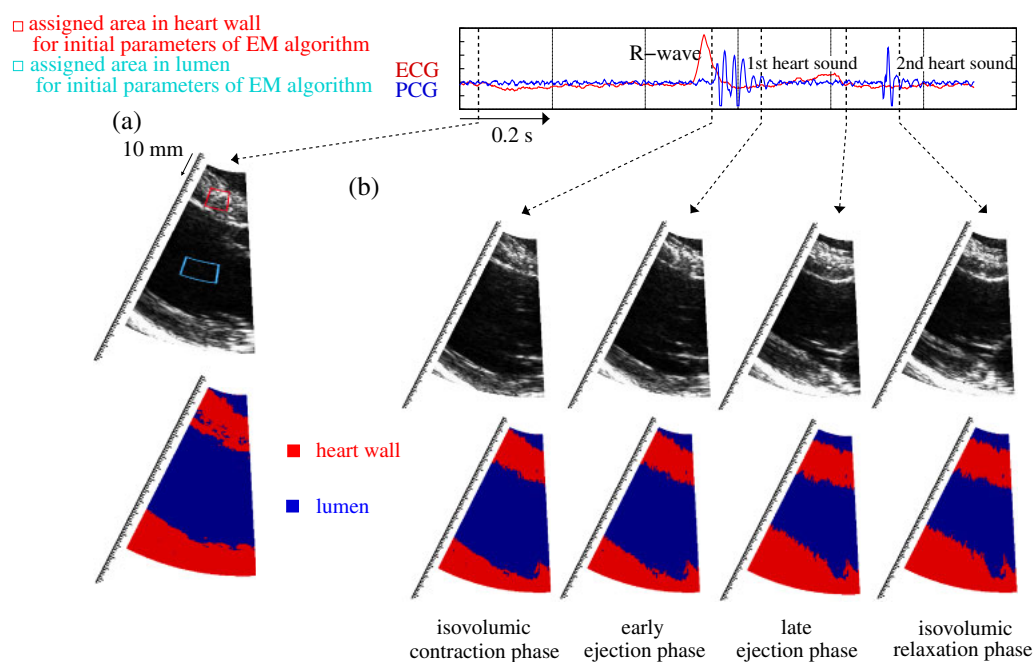 assigned area in heart wall
for initial parameters of EM algorithm
assigned area in lumen
for initial parameters of EM algorithm
ECG
PCG
R−wave
1st heart sound
2nd heart sound
0.2 s
(a)
10 mm
(b)
heart wall
lumen
isovolumic
contraction phase
early
ejection phase
late
ejection phase
isovolumic
relaxation phase